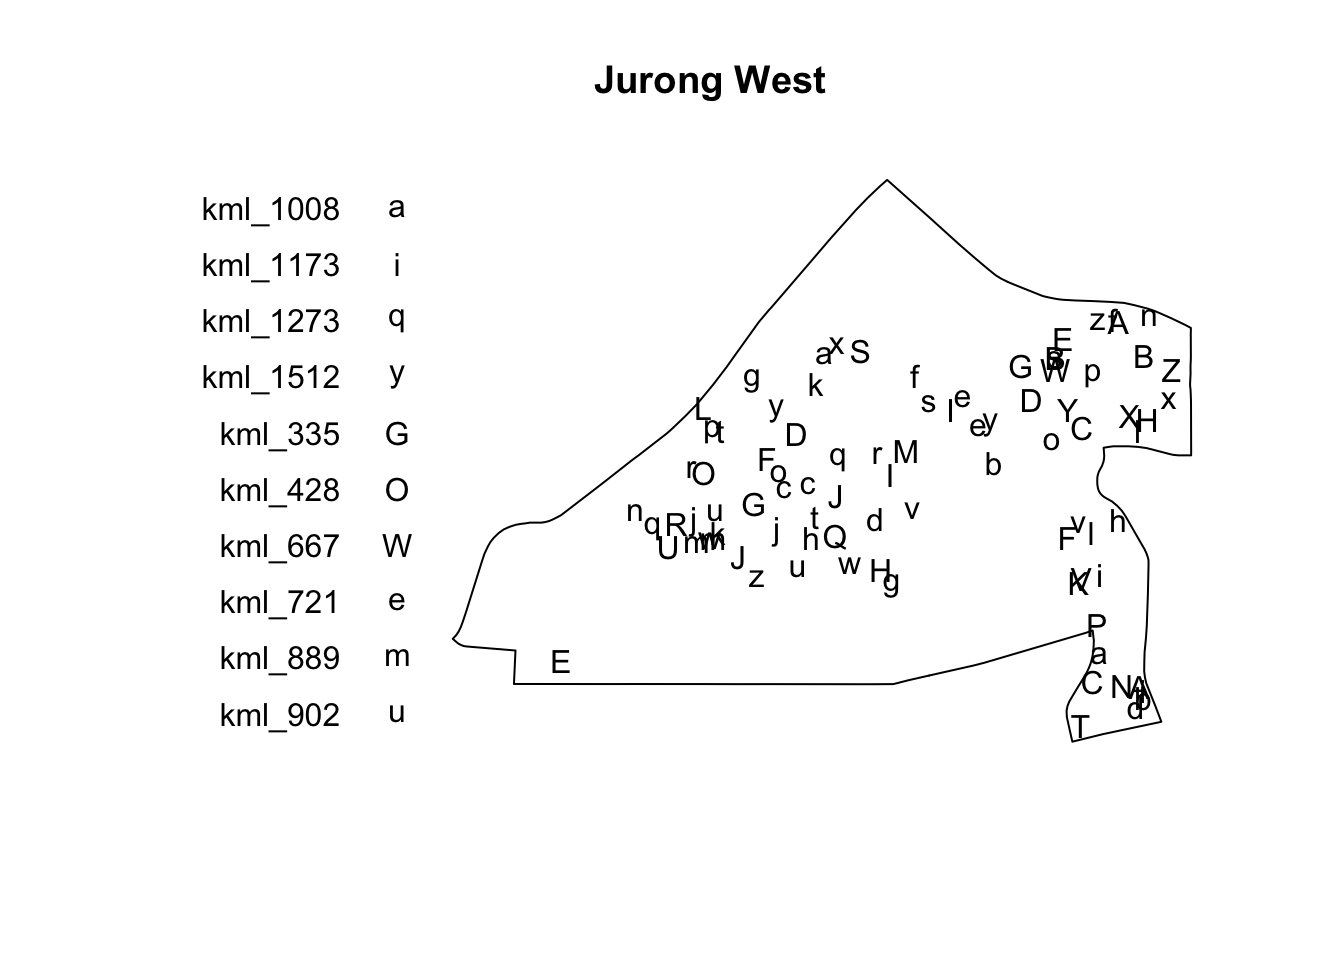 Jurong West
kml_1008 a
kml_1173 i
kml_1273 q
kml_1512 y
kml_335 G
kml_428 O
kml_667 W
kml_721 e
kml_889 m
kml_902 u
z A n
E
B
a x S
G W p Z
g k f
D x
s l e
L y Y
X H
t D e y C
o
F q r M
r O o l b
c c
G J
n q R j u t d v v h
F l
U j h Q
J
z u w H g
K V i
P
E a
C N
d
T